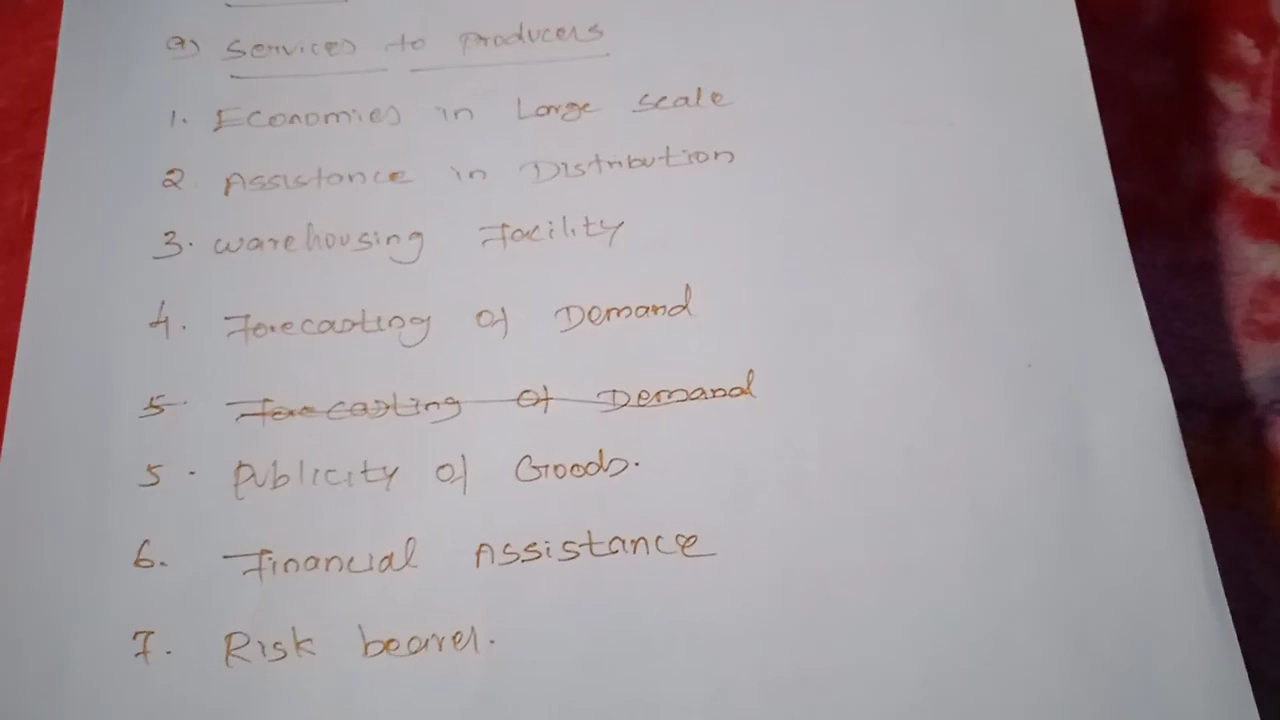 a) Services to Producers
1. Economies in Large scale
2. Assistance in Distribution
3. warehousing Facility
4. Forecasting of Demand
5. Forecasting of Demand
5. Publicity of Goods.
6. Financial Assistance
7. Risk bearer.